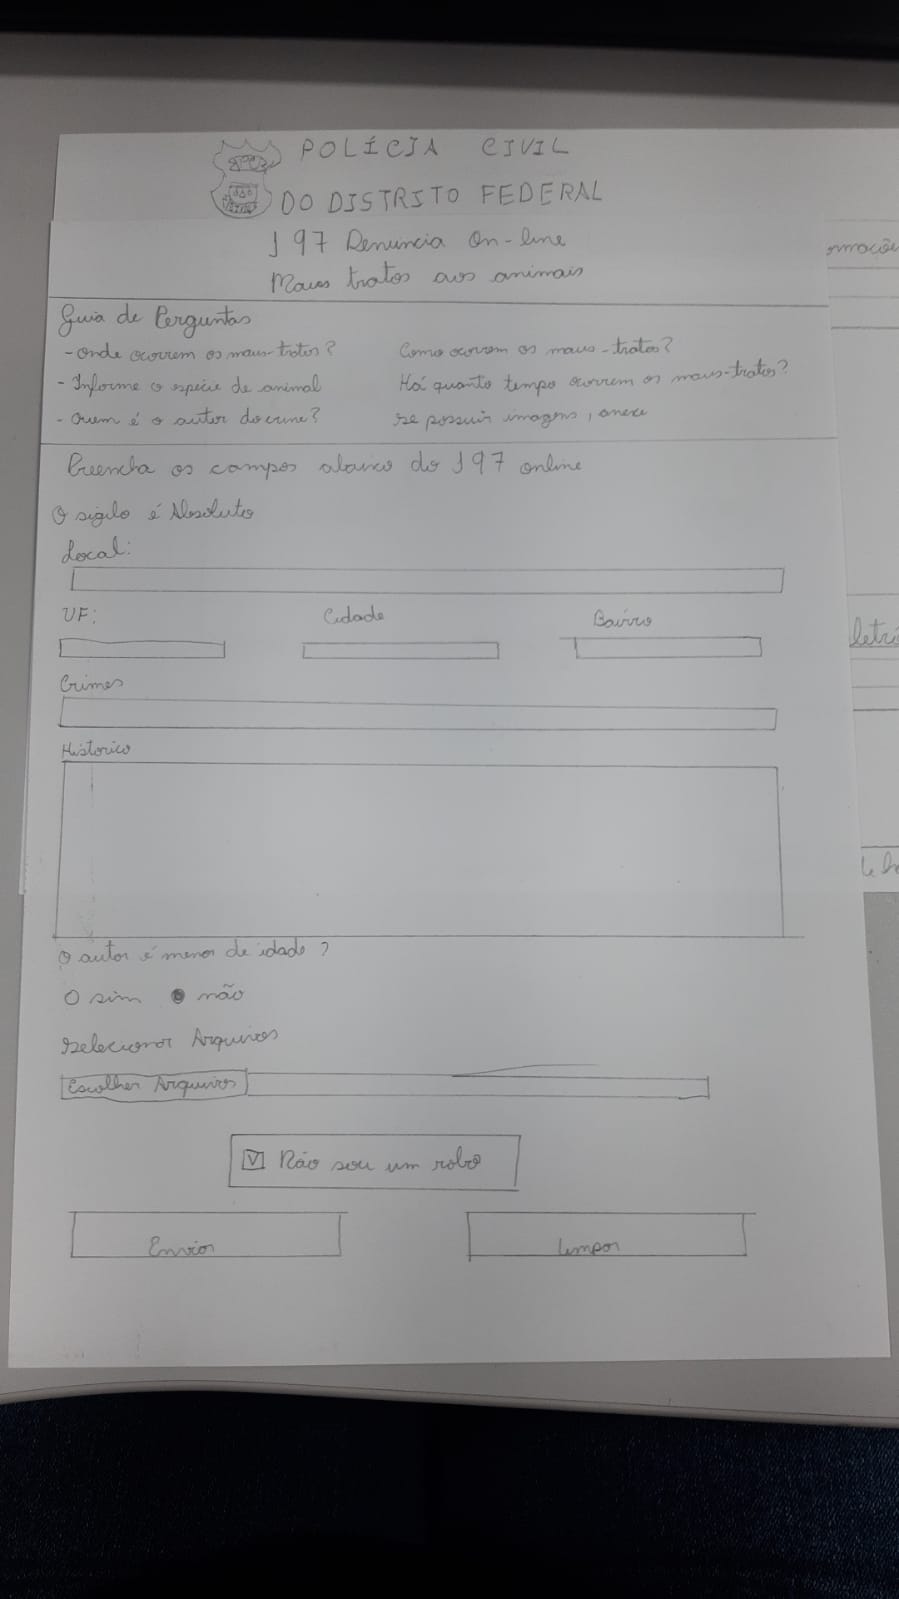 POLÍCIA CIVIL
DO DISTRITO FEDERAL
197 Denuncia On-line
Maus tratos aos animais
Guia de Perguntas
- Onde ocorrem os maus-tratos? Como ocorrem os maus-tratos?
- Informe o espécie de animal Há quanto tempo ocorrem os maus-tratos?
- Quem é o autor do crime? Se possuir imagens, anexe
Preencha os campos abaixo do 197 online
O sigilo é Absoluto
Local:
UF: Cidade Bairro
Crimes
Historico
O autor é menor de idade?
sim não
Selecionar Arquivos
Escolher Arquivos
Não sou um robo
Enviar Limpar